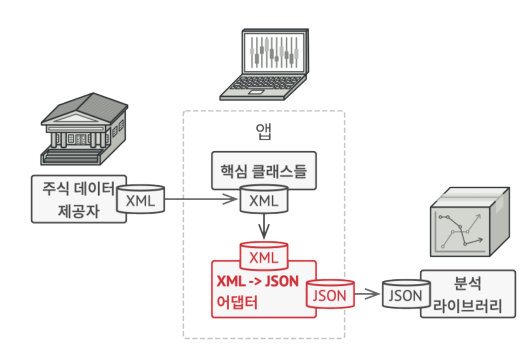 앱
핵심 클래스들
주식 데이터
제공자
XML
XML
XML
XML -> JSON
어댑터
JSON
JSON
분석
라이브러리